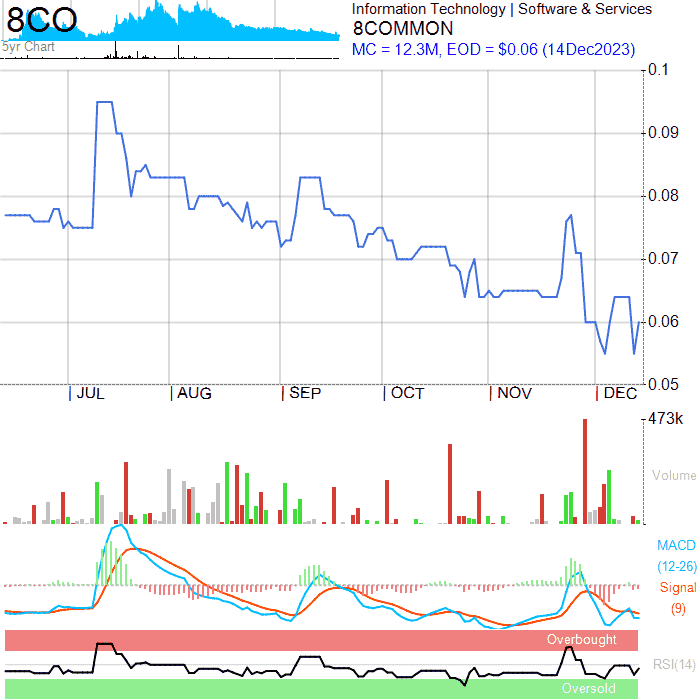 8CO
5yr Chart
Information Technology | Software & Services
8COMMON
MC = 12.3M, EOD = $0.06 (14Dec2023)
0.1
0.09
0.08
0.07
0.06
0.05
JUL AUG SEP OCT NOV DEC
473k
Volume
MACD
(12-26)
Signal
(9)
Overbought
RSI(14)
Oversold